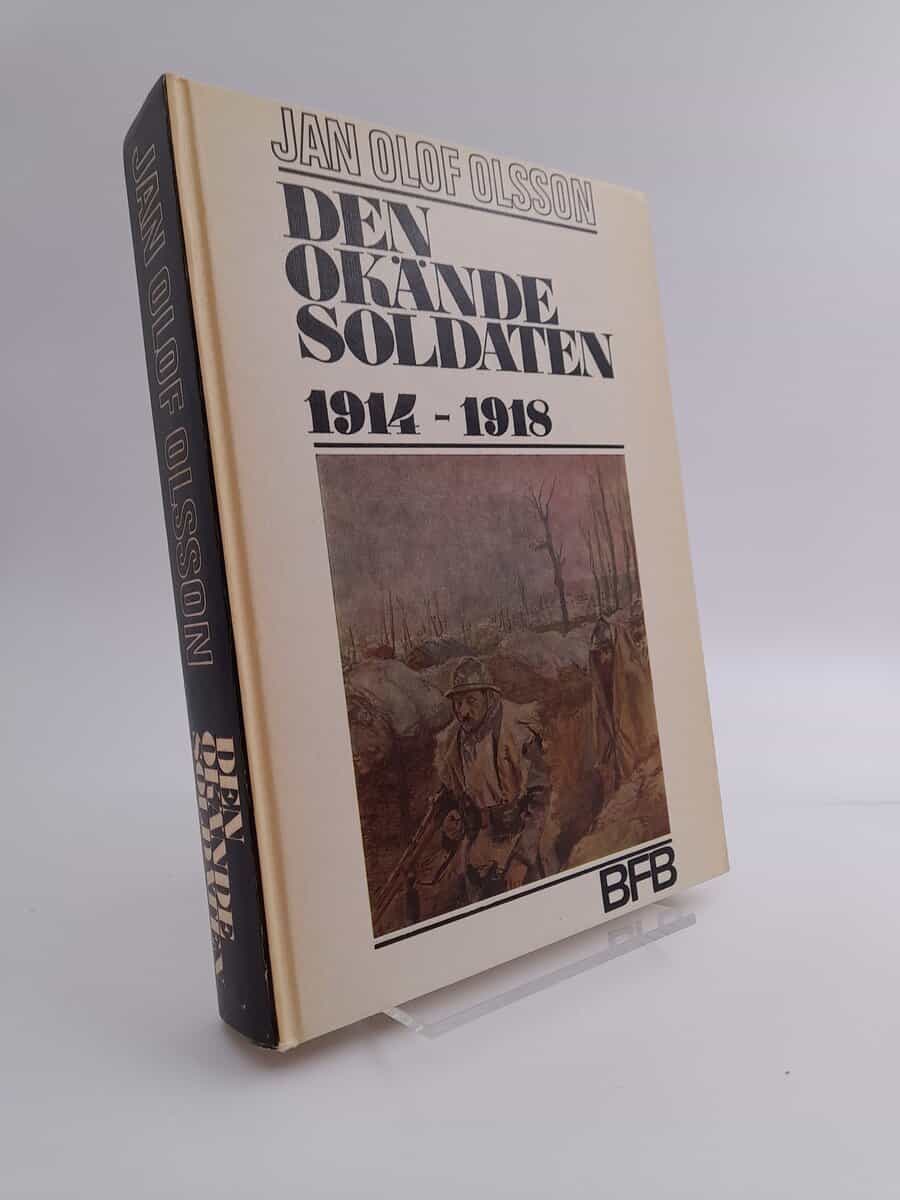 JAN OLOF OLSSON
DEN
OKÄNDE
SOLDATEN
1914 - 1918
BFB
JAN OLOF OLSSON
DEN
OKÄNDE
SOLDATEN